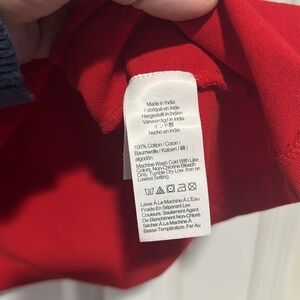 Made in India
Fabriqué en Inde
Hergestellt in Indien
Vervaardigd in India
インド製
hecho en India
100% Cotton / Coton /
Baumwolle / Katoen / 綿 /
algodón
Machine Wash Cold With Like
Colors, Non-Chlorine Bleach
Only, Tumble Dry Low, Iron on
Lowest Setting.
Laver À La Machine À L'Eau
Froide En Séparant Les
Couleurs, Seulement Agent
De Blanchiment Non-Chloré.
Sécher À La Machine À
Basse Température. Fer Au